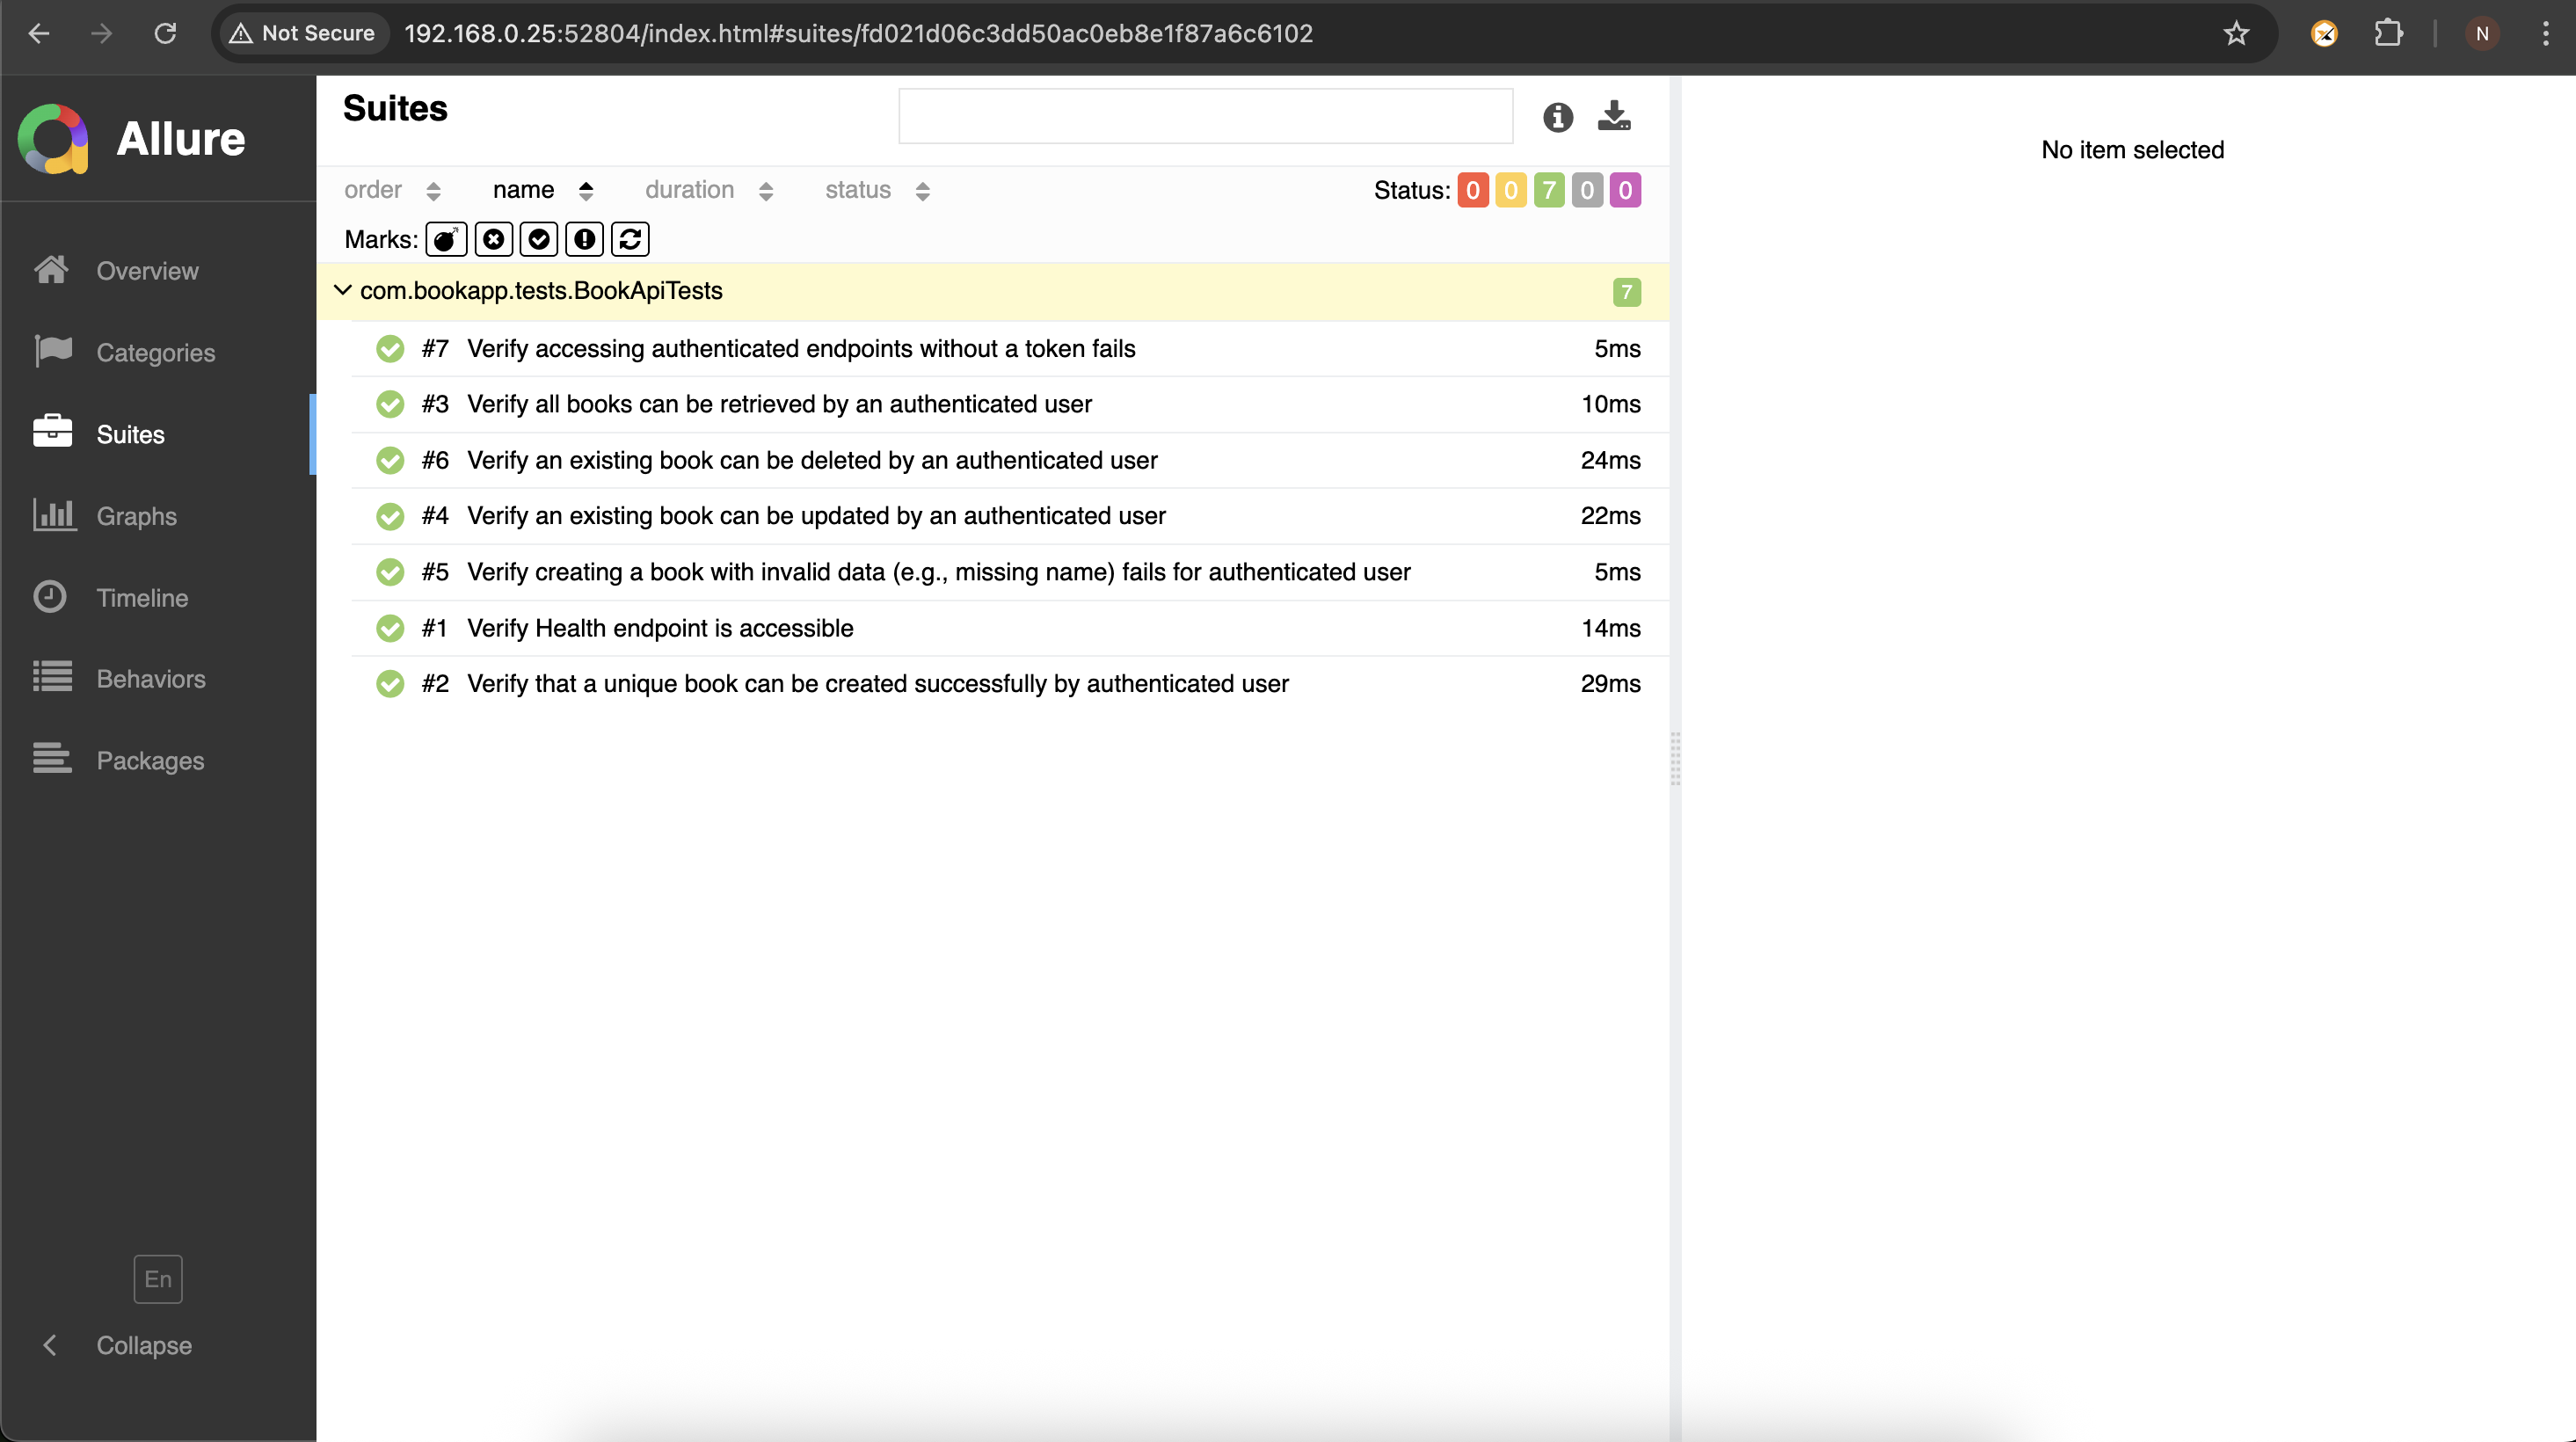 Not Secure 192.168.0.25:52804/index.html#suites/fd021d06c3dd50ac0eb8e1f87a6c6102 N
Allure
Overview
Categories
Suites
Graphs
Timeline
Behaviors
Packages
En
Collapse
Suites
order name duration status Status: 0 0 7 0 0
Marks:
com.bookapp.tests.BookApiTests 7
#7 Verify accessing authenticated endpoints without a token fails 5ms
#3 Verify all books can be retrieved by an authenticated user 10ms
#6 Verify an existing book can be deleted by an authenticated user 24ms
#4 Verify an existing book can be updated by an authenticated user 22ms
#5 Verify creating a book with invalid data (e.g., missing name) fails for authenticated user 5ms
#1 Verify Health endpoint is accessible 14ms
#2 Verify that a unique book can be created successfully by authenticated user 29ms
No item selected